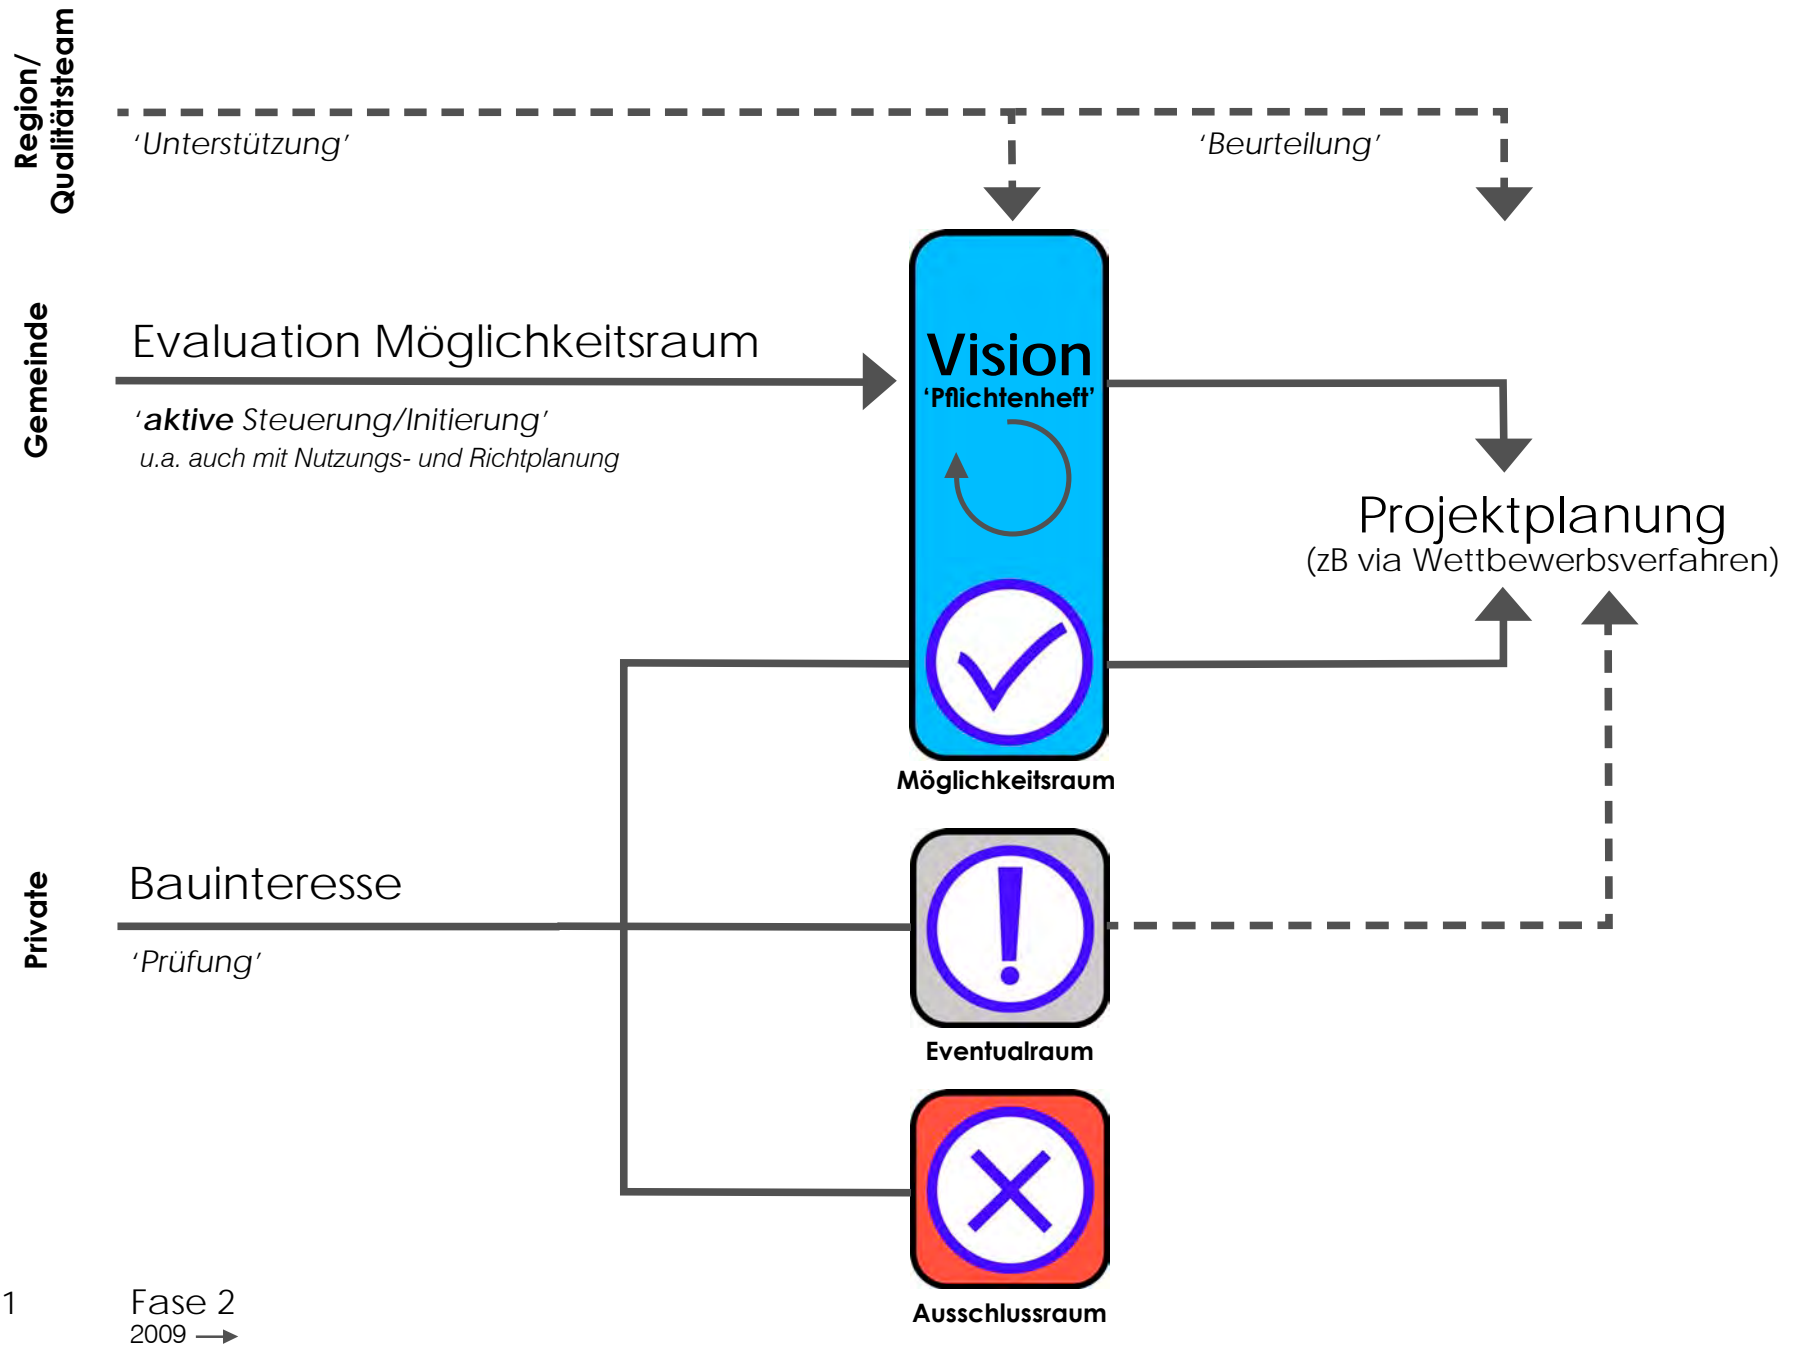 Region/
Qualitätsteam
'Unterstützung'
'Beurteilung'
Gemeinde
Evaluation Möglichkeitsraum
'aktive Steuerung/Initierung'
u.a. auch mit Nutzungs- und Richtplanung
Vision
'Pflichtenheft'
Projektplanung
(zB via Wettbewerbsverfahren)
Möglichkeitsraum
Private
Bauinteresse
'Prüfung'
Eventualraum
Ausschlussraum
1
Fase 2
2009